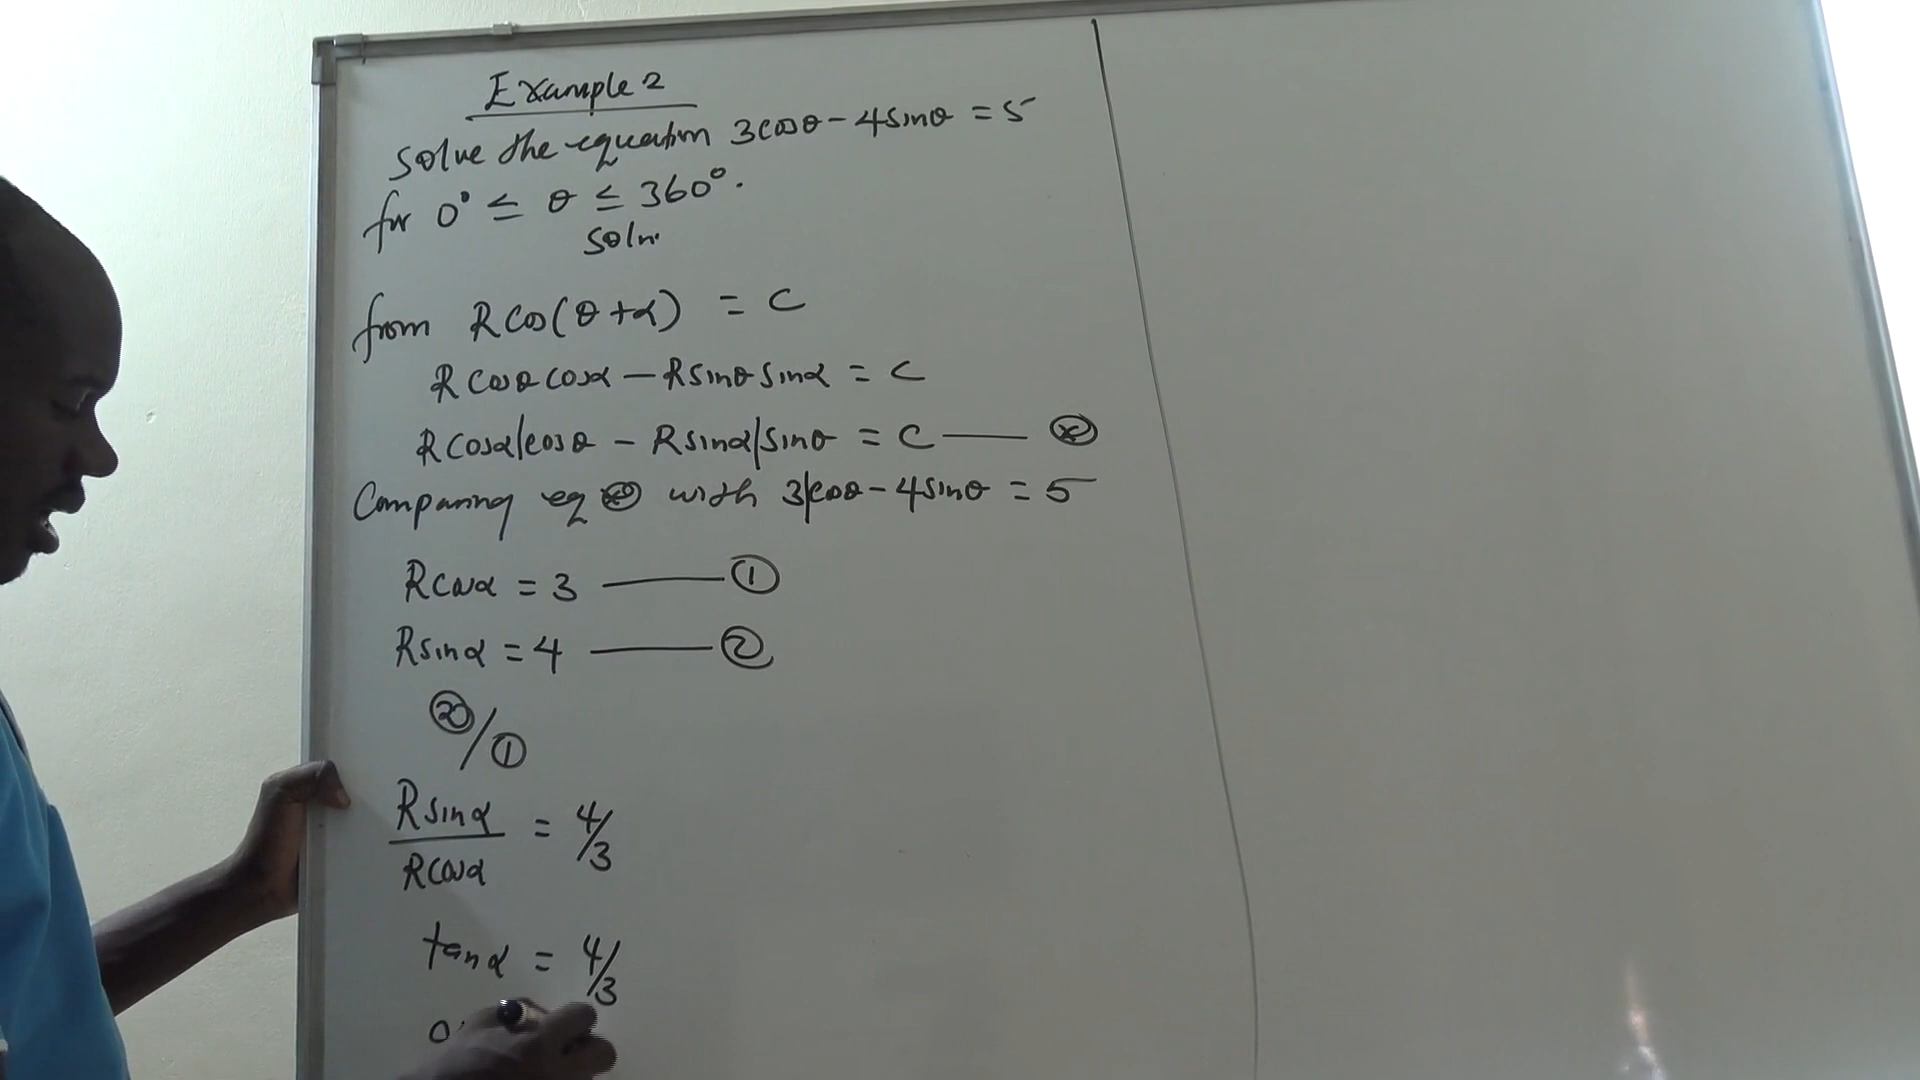 Example 2
Solve the equation 3cosθ - 4sinθ = 5
for 0° ≤ θ ≤ 360°.
Soln.
from Rcos(θ+α) = c
Rcosθcosα - Rsinθsinα = c
Rcosα|cosθ - Rsinα|sinθ = c —— ⊛
Comparing eq ⊛ with 3|cosθ - 4sinθ = 5
Rcosα = 3 —— ①
Rsinα = 4 —— ②
②/①
Rsinα/Rcosα = 4/3
tanα = 4/3